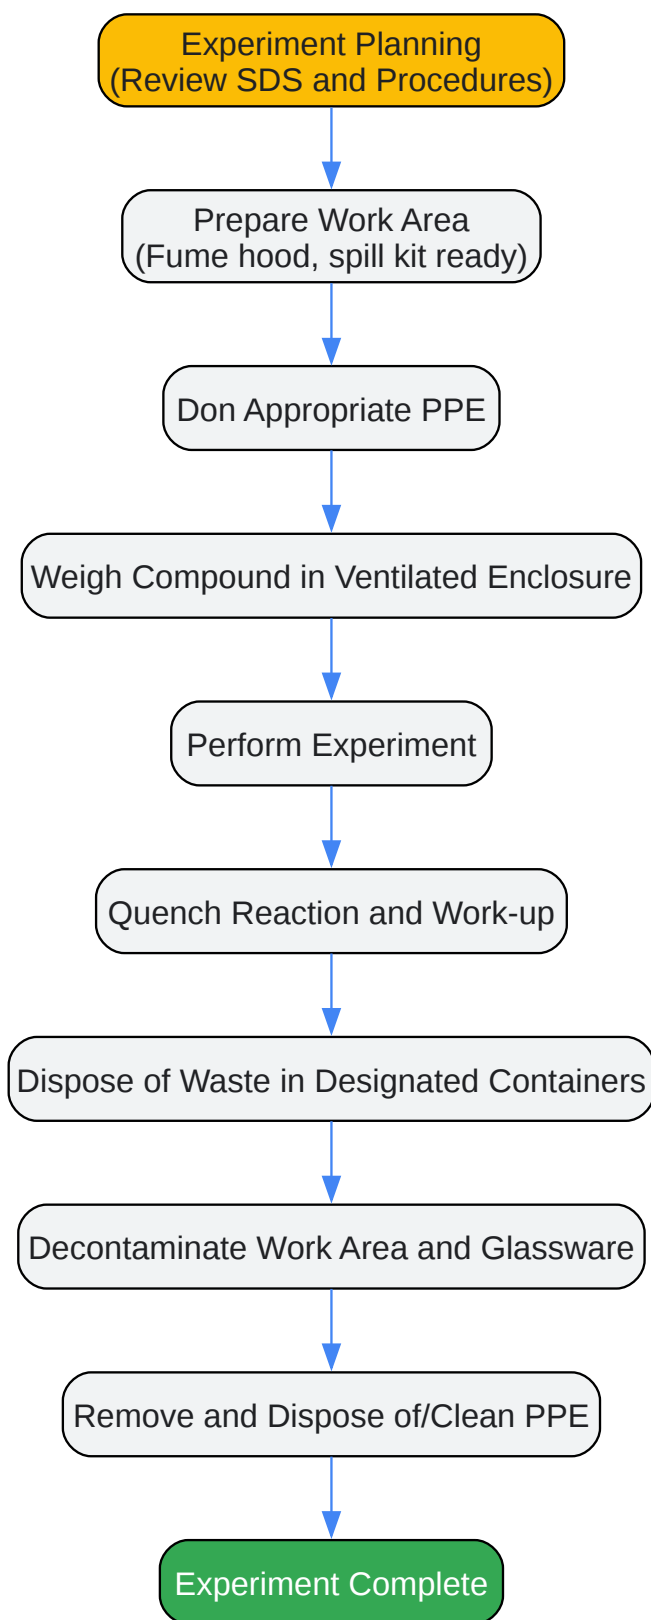 Experiment Planning
(Review SDS and Procedures)
Prepare Work Area
(Fume hood, spill kit ready)
Don Appropriate PPE
Weigh Compound in Ventilated Enclosure
Perform Experiment
Quench Reaction and Work-up
Dispose of Waste in Designated Containers
Decontaminate Work Area and Glassware
Remove and Dispose of/Clean PPE
Experiment Complete